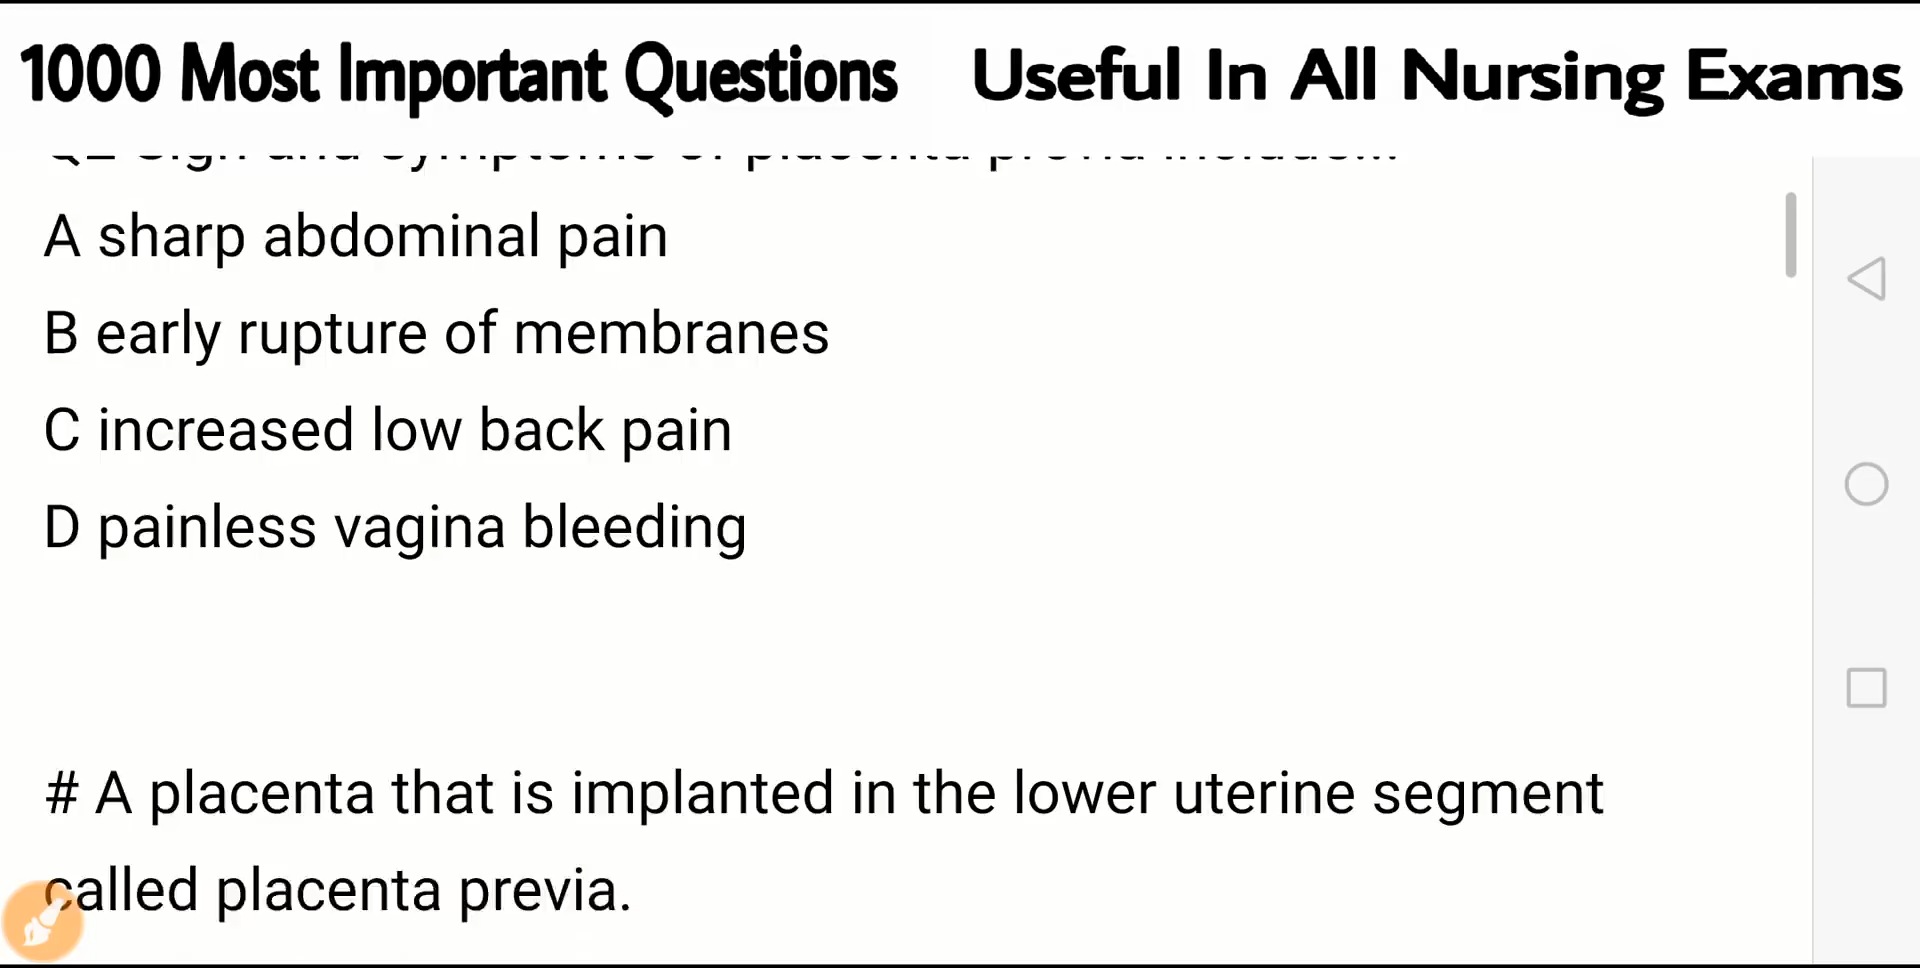 1000 Most Important Questions Useful In All Nursing Exams
A sharp abdominal pain
B early rupture of membranes
C increased low back pain
D painless vagina bleeding
# A placenta that is implanted in the lower uterine segment
called placenta previa.